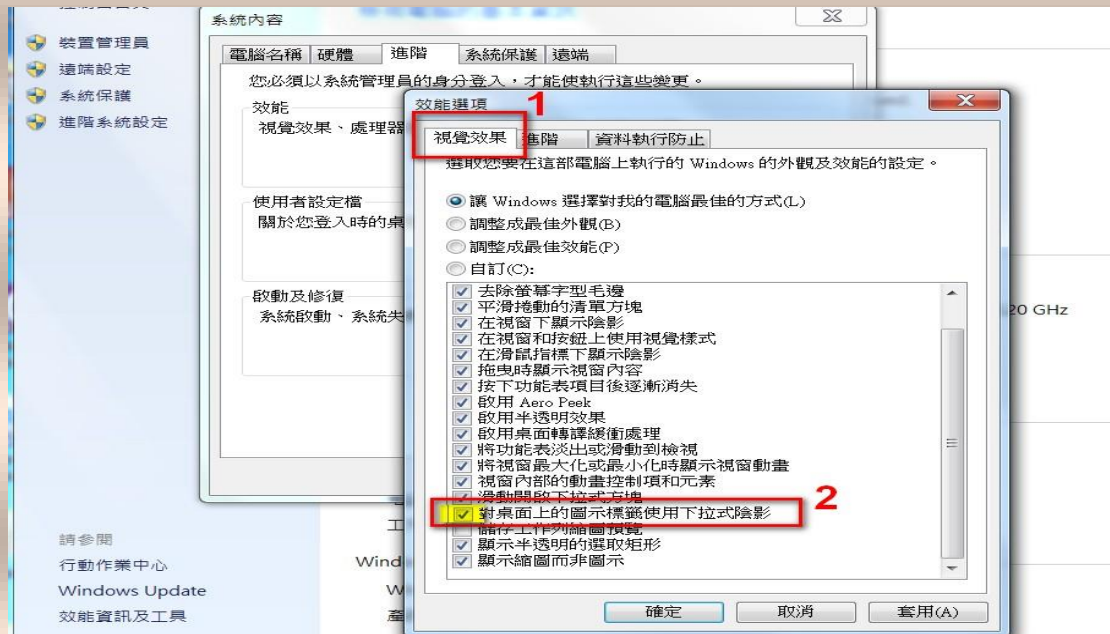 裝置管理員
遠端設定
系統保護
進階系統設定
請參閱
行動作業中心
Windows Update
效能資訊及工具
系統內容
電腦名稱 硬體 進階 系統保護 遠端
您必須以系統管理員的身分登入，才能使執行這些變更。
效能
視覺效果、處理器
使用者設定檔
關於您登入時的桌
啟動及修復
系統啟動、系統失
20 GHz
工
Wind
W
產
效能選項
1
視覺效果 進階 資料執行防止
選取您要在這部電腦上執行的 Windows 的外觀及效能的設定。
讓 Windows 選擇對我的電腦最佳的方式(L)
調整成最佳外觀(B)
調整成最佳效能(P)
自訂(C):
去除螢幕字型毛邊
平滑捲動的清單方塊
在視窗下顯示陰影
在視窗和按鈕上使用視覺樣式
在滑鼠指標下顯示陰影
拖曳時顯示視窗內容
按下功能表項目後逐漸消失
啟用 Aero Peek
啟用半透明效果
啟用桌面轉譯緩衝處理
將功能表淡出或滑動到檢視
將視窗最大化或最小化時顯示視窗動畫
視窗內部的動畫控制項和元素
滑動開啟下拉式方塊
對桌面上的圖示標籤使用下拉式陰影
2
儲存工作列縮圖預覽
顯示半透明的選取矩形
顯示縮圖而非圖示
確定 取消 套用(A)